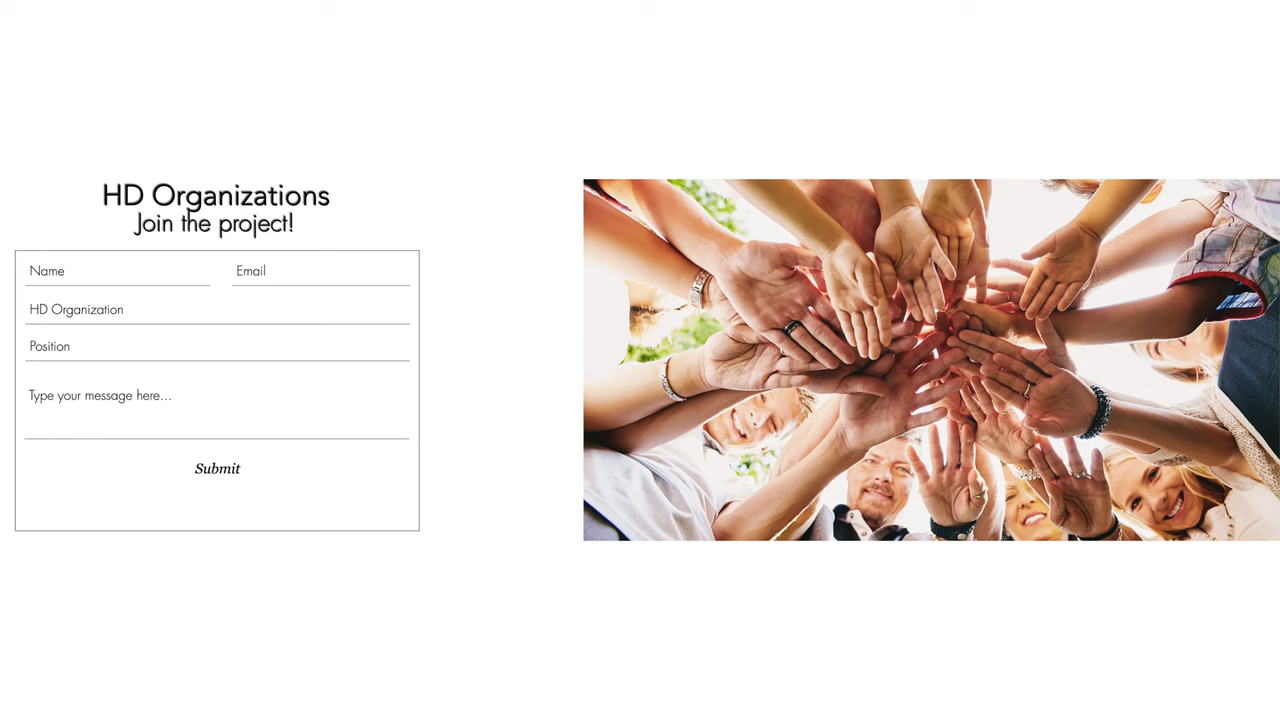 HD Organizations
Join the project!
Name Email
HD Organization
Position
Type your message here...
Submit